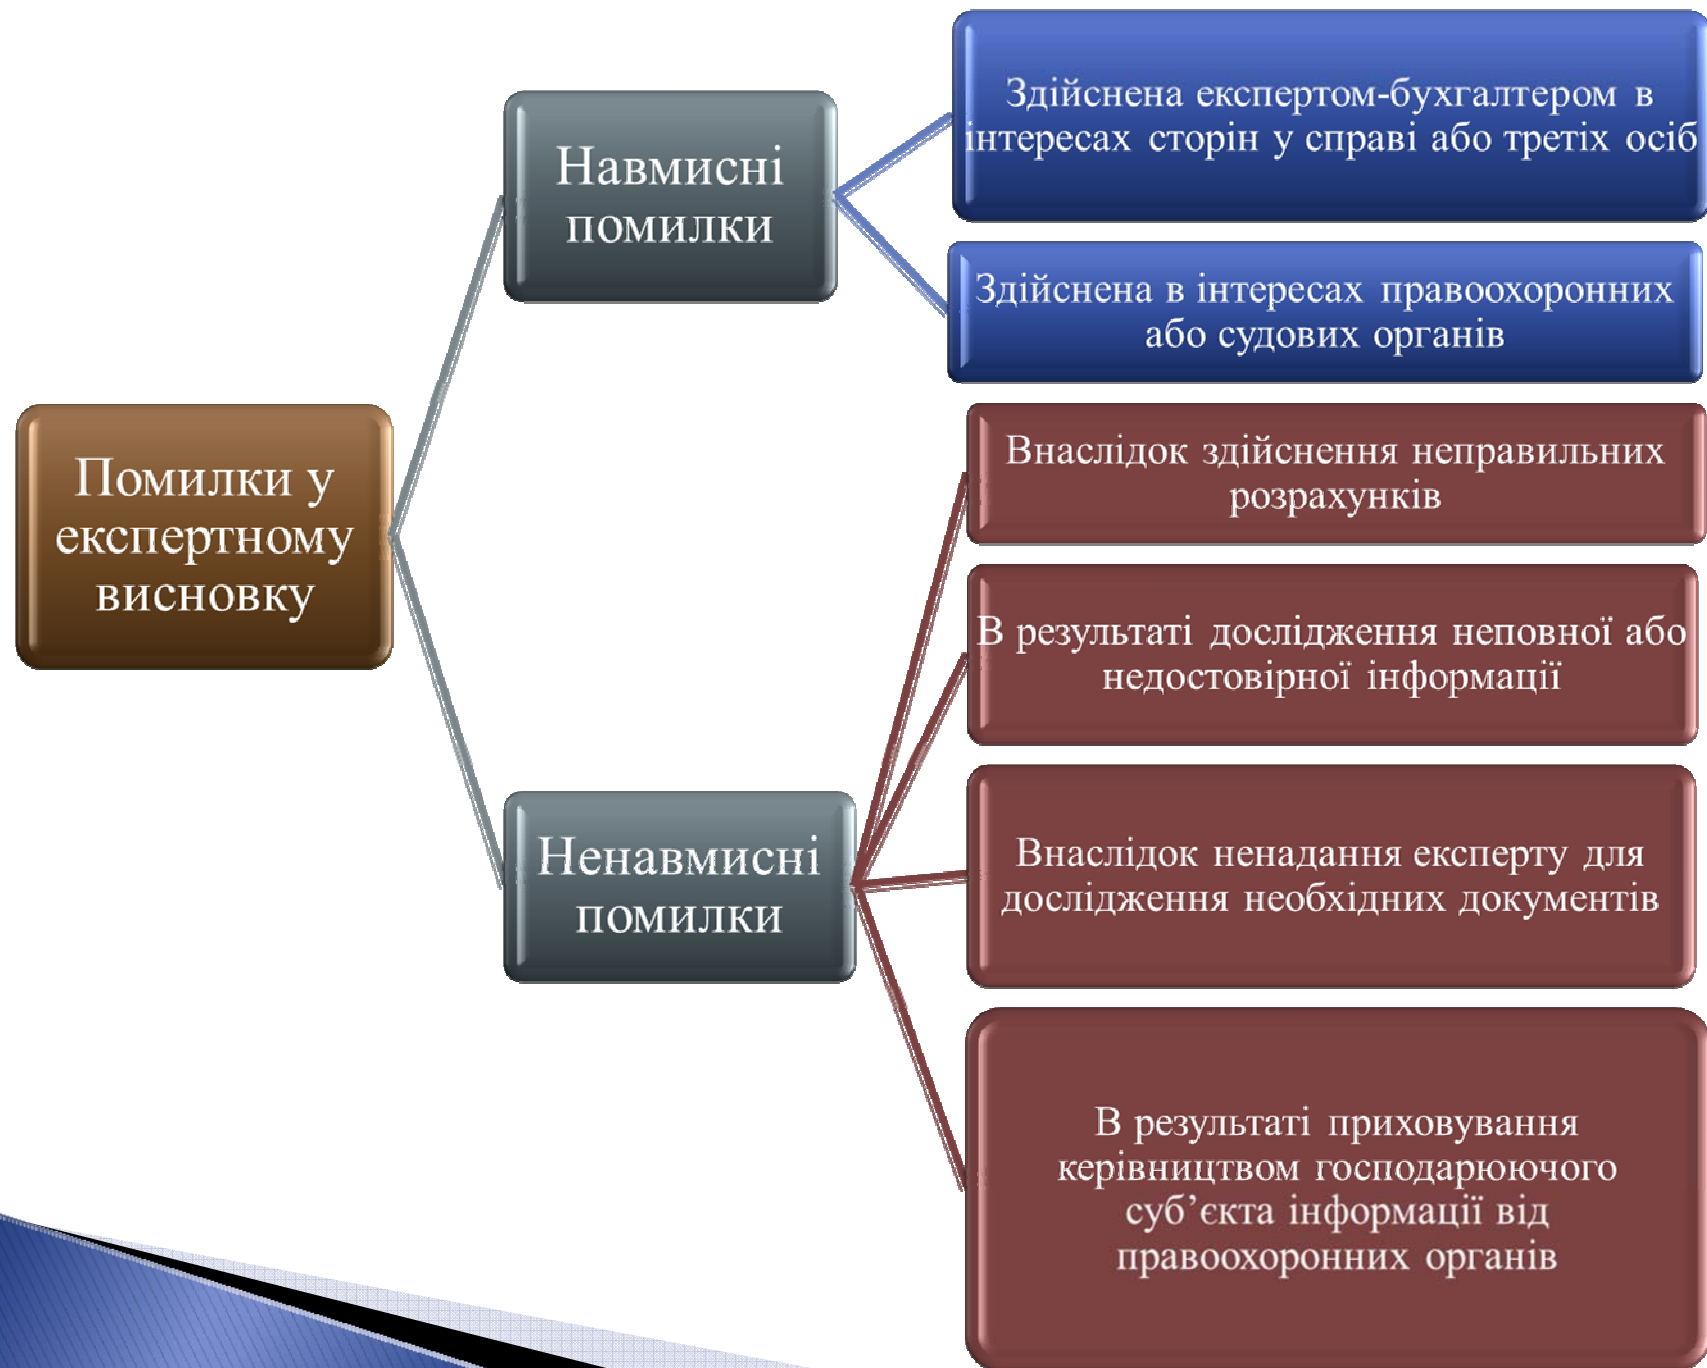 Помилки у
експертному
висновку
Навмисні
помилки
Здійснена експертом-бухгалтером в
інтересах сторін у справі або третіх осіб
Здійснена в інтересах правоохоронних
або судових органів
Ненавмисні
помилки
Внаслідок здійснення неправильних
розрахунків
В результаті дослідження неповної або
недостовірної інформації
Внаслідок ненадання експерту для
дослідження необхідних документів
В результаті приховування
керівництвом господарюючого
суб’єкта інформації від
правоохоронних органів